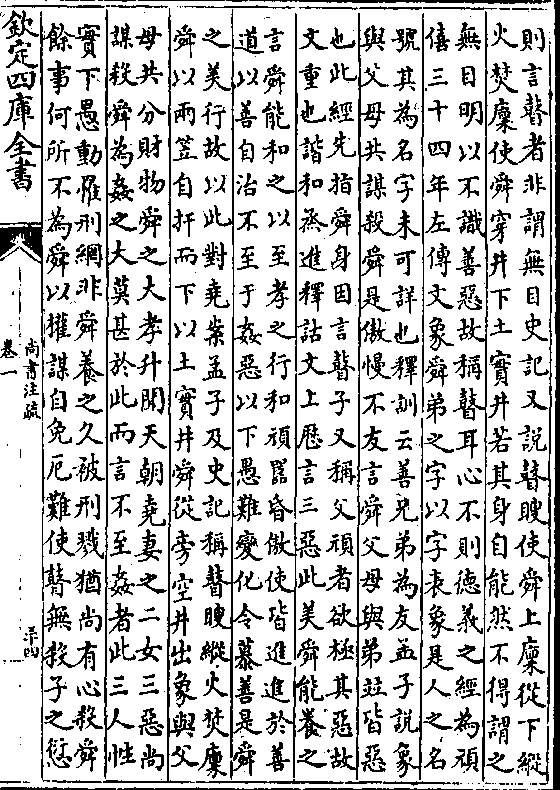 則言瞽者非謂無目史記又說瞽瞍使舜上廩從下縱
火焚廩使舜穿井下土實井若其身自能然不得謂之
無目明以不識善惡故稱瞽耳心不則德義之經為頑
僖三十四年左傳文象舜弟之字以字表象是人之名
號其為名字未可詳也釋訓云善兄弟為友孟子說象
與父母共謀殺舜是傲慢不友言舜父母與弟並皆惡
也此經先指舜身因言瞽子又稱父頑者欲極其惡故
文重也諧和烝進釋詁文上歷言三惡此美舜能養之
言舜能和之以至孝之行和頑嚚昏傲使皆進進於善
道以善自治不至于姦惡以下愚難變化令慕善是舜
之美行故以此對堯案孟子及史記稱瞽瞍縱火焚廩
舜以兩笠自扞而下以土實井舜從旁空井出象與父
母共分財物舜之大孝升聞天朝堯妻之二女三惡尚
謀殺舜為姦之大莫甚於此而言不至姦者此三人性
實下愚動罹刑網非舜養之久被刑戮猶尚有心殺舜
餘事何所不為舜以權謀自免厄難使瞽無殺子之愆
欽定四庫全書
尚書注疏
卷一